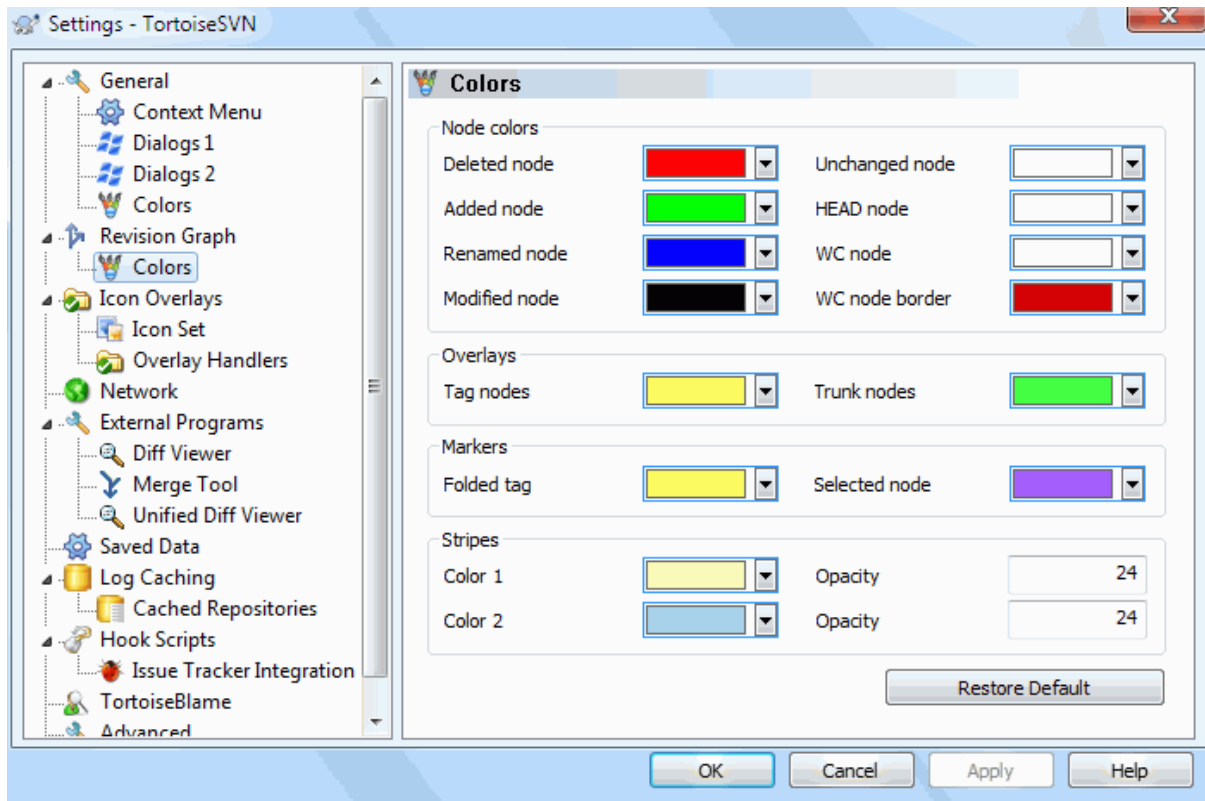 Settings - TortoiseSVN
X
General
Context Menu
Dialogs 1
Dialogs 2
Colors
Revision Graph
Colors
Icon Overlays
Icon Set
Overlay Handlers
Network
External Programs
Diff Viewer
Merge Tool
Unified Diff Viewer
Saved Data
Log Caching
Cached Repositories
Hook Scripts
Issue Tracker Integration
TortoiseBlame
Advanced
Colors
Node colors
Deleted node
Unchanged node
Added node
HEAD node
Renamed node
WC node
Modified node
WC node border
Overlays
Tag nodes
Trunk nodes
Markers
Folded tag
Selected node
Stripes
Color 1
Opacity
24
Color 2
Opacity
24
Restore Default
OK
Cancel
Apply
Help